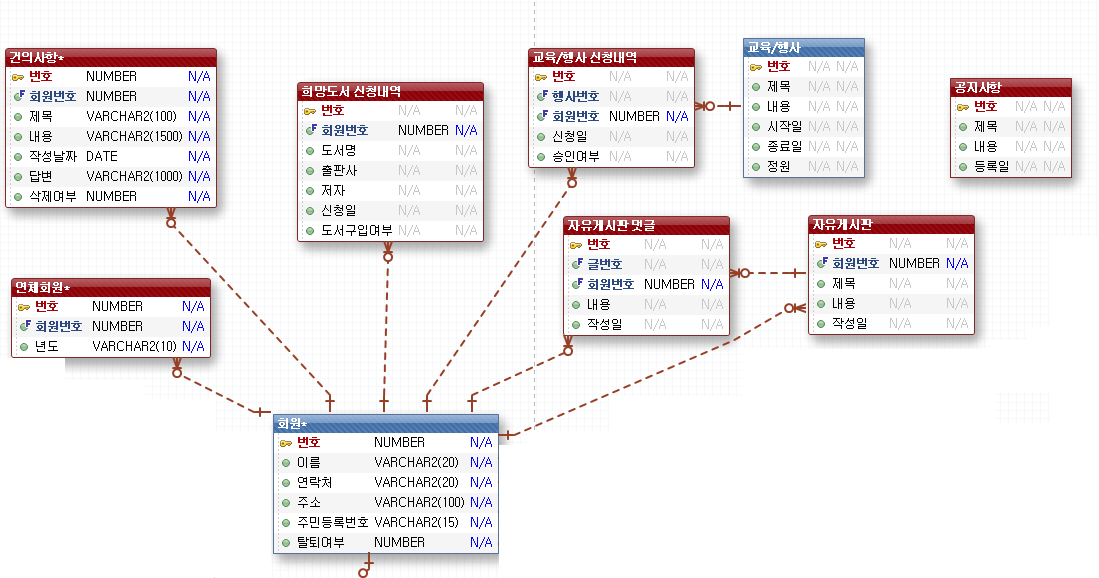 건의사항*
번호 NUMBER N/A
회원번호 NUMBER N/A
제목 VARCHAR2(100) N/A
내용 VARCHAR2(1500) N/A
작성날짜 DATE N/A
답변 VARCHAR2(1000) N/A
삭제여부 NUMBER N/A
희망도서 신청내역
번호 N/A N/A
회원번호 NUMBER N/A
도서명 N/A N/A
출판사 N/A N/A
저자 N/A N/A
신청일 N/A N/A
도서구입여부 N/A N/A
교육/행사 신청내역
번호 N/A N/A
행사번호 N/A N/A
회원번호 NUMBER N/A
신청일 N/A N/A
승인여부 N/A N/A
교육/행사
번호 N/A N/A
제목 N/A N/A
내용 N/A N/A
시작일 N/A N/A
종료일 N/A N/A
정원 N/A N/A
공지사항
번호 N/A N/A
제목 N/A N/A
내용 N/A N/A
등록일 N/A N/A
연체회원*
번호 NUMBER N/A
회원번호 NUMBER N/A
년도 VARCHAR2(10) N/A
자유게시판 댓글
번호 N/A N/A
글번호 N/A N/A
회원번호 NUMBER N/A
내용 N/A N/A
작성일 N/A N/A
자유게시판
번호 N/A N/A
회원번호 NUMBER N/A
제목 N/A N/A
내용 N/A N/A
작성일 N/A N/A
회원*
번호 NUMBER N/A
이름 VARCHAR2(20) N/A
연락처 VARCHAR2(20) N/A
주소 VARCHAR2(100) N/A
주민등록번호 VARCHAR2(15) N/A
탈퇴여부 NUMBER N/A